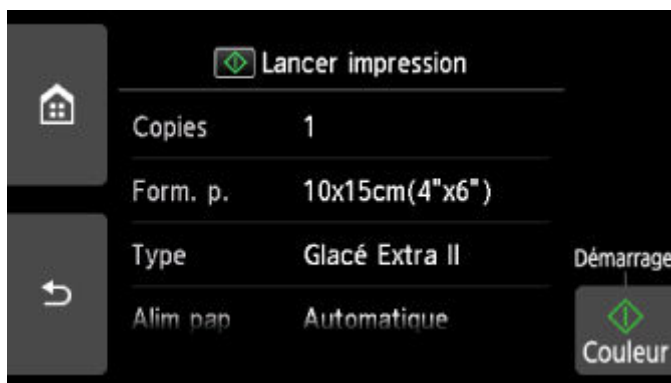 Lancer impression
Copies 1
Form. p. 10x15cm(4"x6")
Type Glacé Extra II
Alim pap Automatique
Démarrage
Couleur